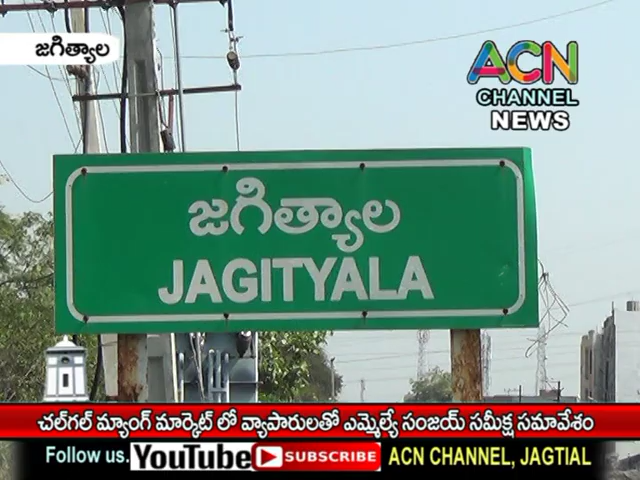 జగిత్యాల
ACN
CHANNEL
NEWS
జగిత్యాల
JAGITYALA
చల్‌గల్ మ్యాంగ్ మార్కెట్ లో వ్యాపారులతో ఎమ్మెల్యే సంజయ్ సమీక్ష సమావేశం
Follow us. YouTube SUBSCRIBE ACN CHANNEL, JAGTIAL